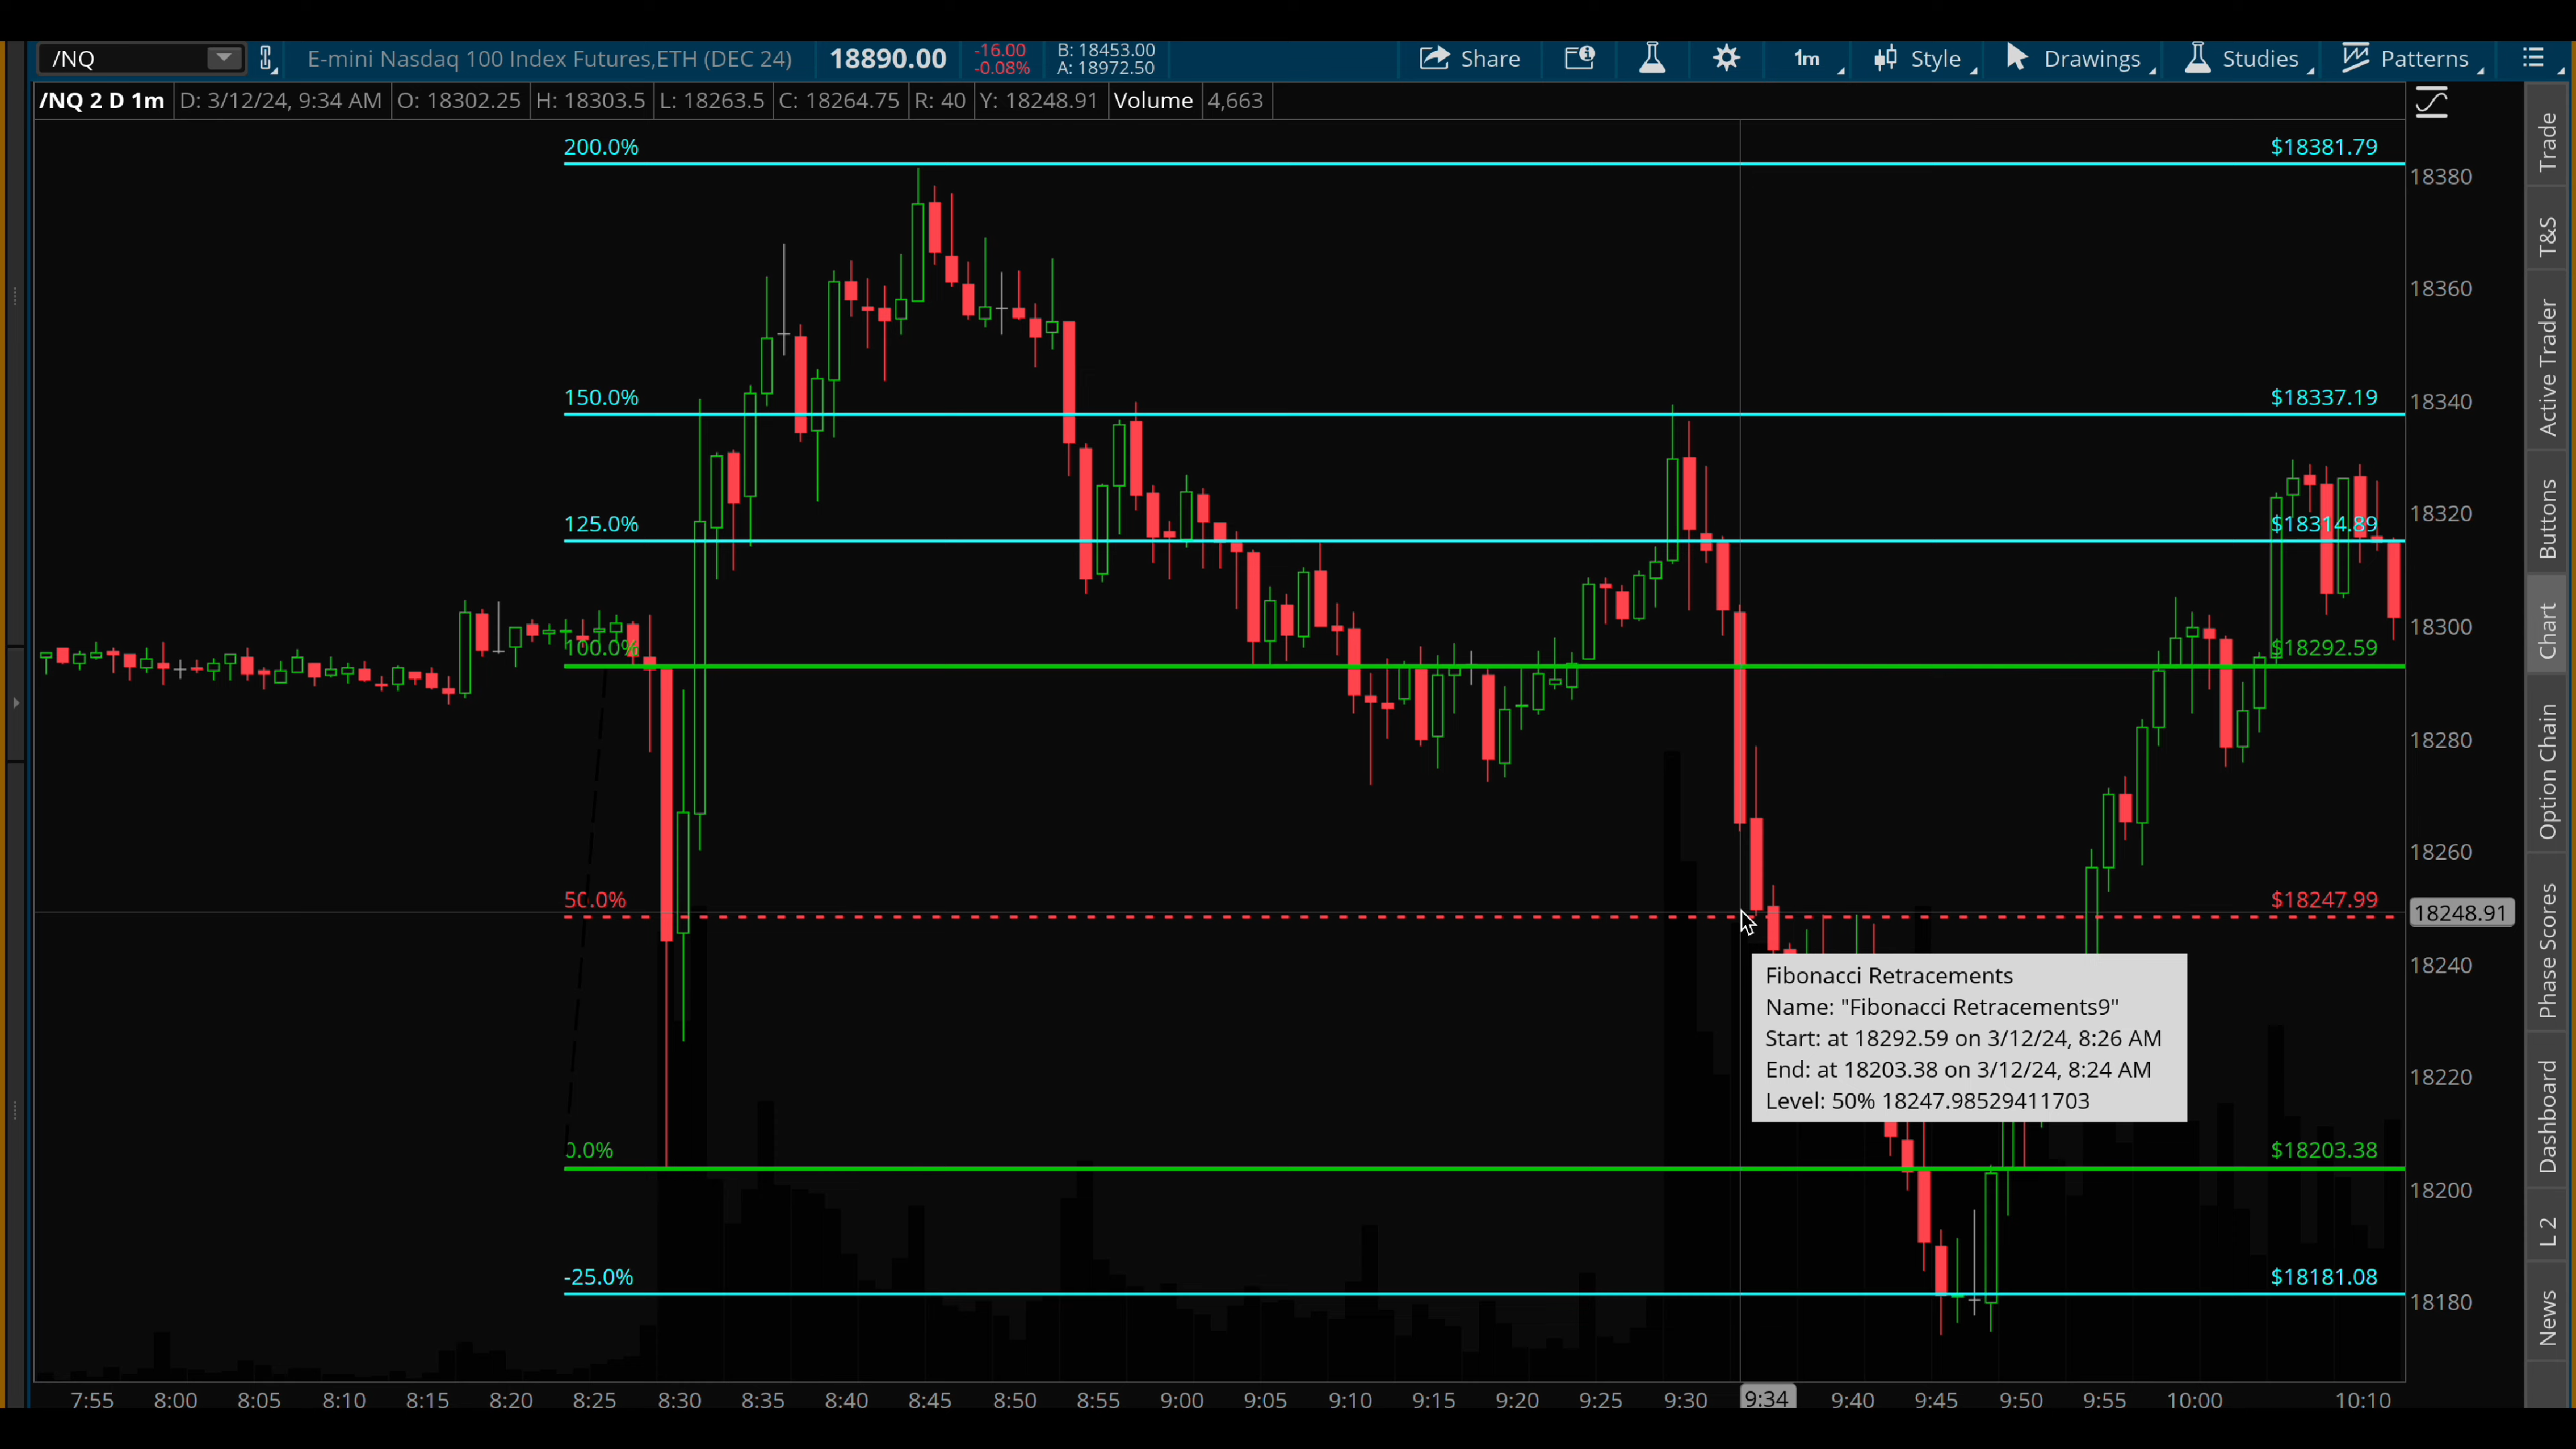 /NQ
E-mini Nasdaq 100 Index Futures,ETH (DEC 24)
18890.00
-16.00
-0.08%
B: 18453.00
A: 18972.50
Share
1m
Style
Drawings
Studies
Patterns
/NQ 2 D 1m
D: 3/12/24, 9:34 AM
O: 18302.25
H: 18303.5
L: 18263.5
C: 18264.75
R: 40
Y: 18248.91
Volume
4,663
200.0%
$18381.79
150.0%
$18337.19
125.0%
$18314.89
100.0%
$18292.59
50.0%
$18247.99
0.0%
$18203.38
-25.0%
$18181.08
18380
18360
18340
18320
18300
18280
18260
18248.91
18240
18220
18200
18180
Fibonacci Retracements
Name: "Fibonacci Retracements9"
Start: at 18292.59 on 3/12/24, 8:26 AM
End: at 18203.38 on 3/12/24, 8:24 AM
Level: 50% 18247.98529411703
7:55
8:00
8:05
8:10
8:15
8:20
8:25
8:30
8:35
8:40
8:45
8:50
8:55
9:00
9:05
9:10
9:15
9:20
9:25
9:30
9:34
9:40
9:45
9:50
9:55
10:00
10:10
Trade
T&S
Active Trader
Buttons
Chart
Option Chain
Phase Scores
Dashboard
L 2
News